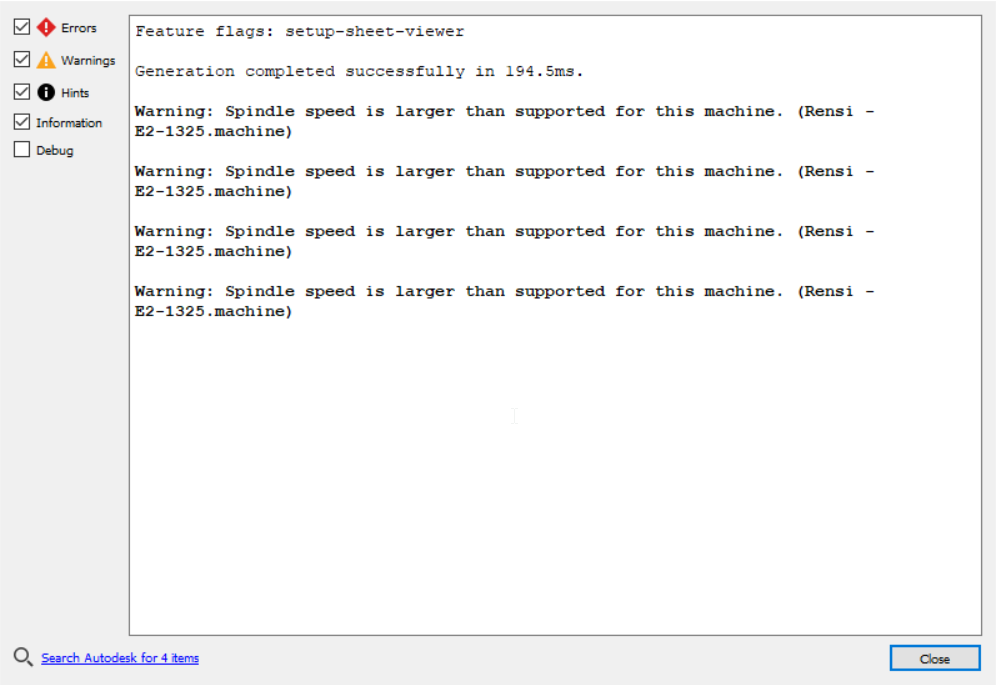 Errors
Warnings
Hints
Information
Debug
Feature flags: setup-sheet-viewer
Generation completed successfully in 194.5ms.
Warning: Spindle speed is larger than supported for this machine. (Rensi -
E2-1325.machine)
Warning: Spindle speed is larger than supported for this machine. (Rensi -
E2-1325.machine)
Warning: Spindle speed is larger than supported for this machine. (Rensi -
E2-1325.machine)
Warning: Spindle speed is larger than supported for this machine. (Rensi -
E2-1325.machine)
Search Autodesk for 4 items
Close